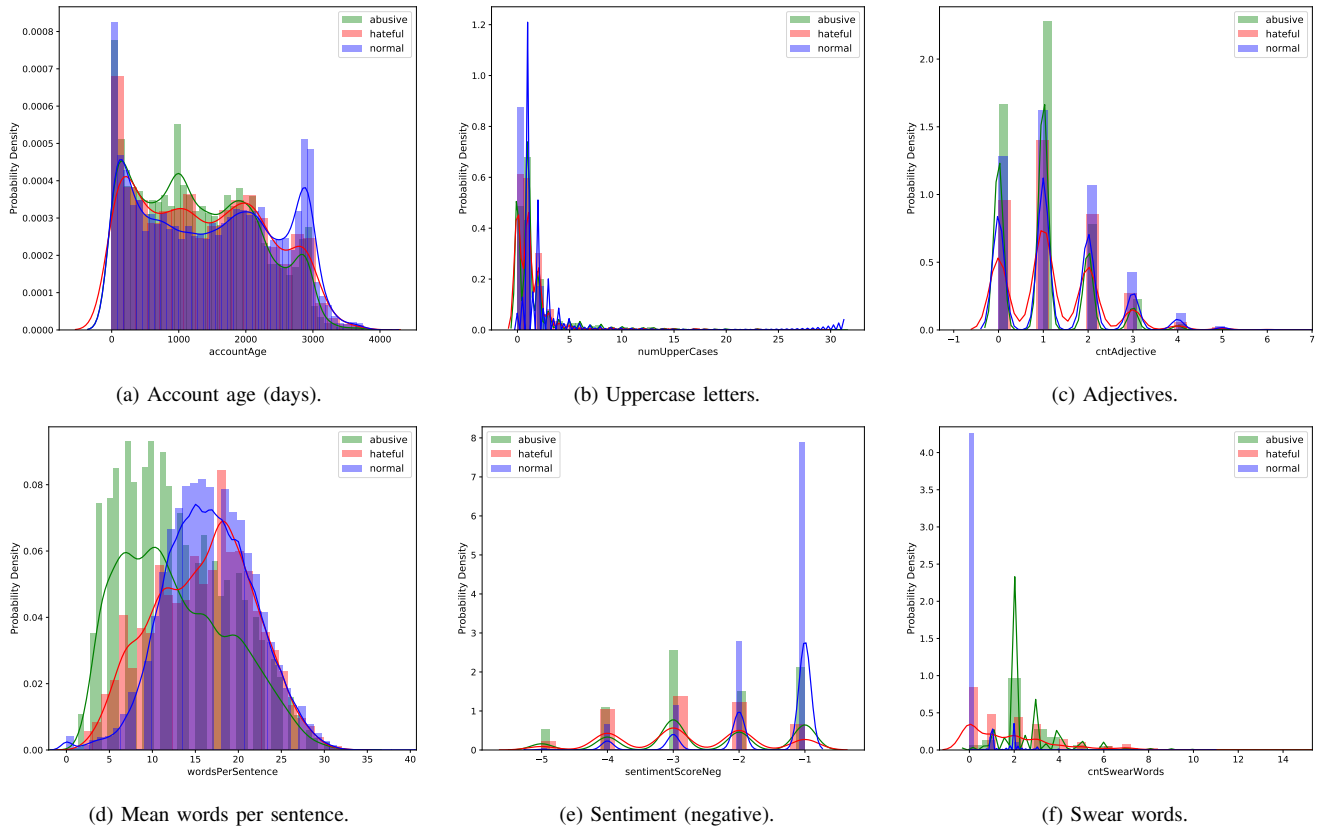 abusive
hateful
normal
Probability Density
0.0008
0.0007
0.0006
0.0005
0.0004
0.0003
0.0002
0.0001
0.0000
0 1000 2000 3000 4000
accountAge
(a) Account age (days).
abusive
hateful
normal
Probability Density
1.2
1.0
0.8
0.6
0.4
0.2
0.0
0 5 10 15 20 25 30
numUpperCases
(b) Uppercase letters.
abusive
hateful
normal
Probability Density
2.0
1.5
1.0
0.5
0.0
−1 0 1 2 3 4 5 6 7
cntAdjective
(c) Adjectives.
abusive
hateful
normal
Probability Density
0.08
0.06
0.04
0.02
0.00
0 5 10 15 20 25 30 35 40
wordsPerSentence
(d) Mean words per sentence.
abusive
hateful
normal
Probability Density
8
7
6
5
4
3
2
1
0
−5 −4 −3 −2 −1
sentimentScoreNeg
(e) Sentiment (negative).
abusive
hateful
normal
Probability Density
4.0
3.5
3.0
2.5
2.0
1.5
1.0
0.5
0.0
0 2 4 6 8 10 12 14
cntSwearWords
(f) Swear words.